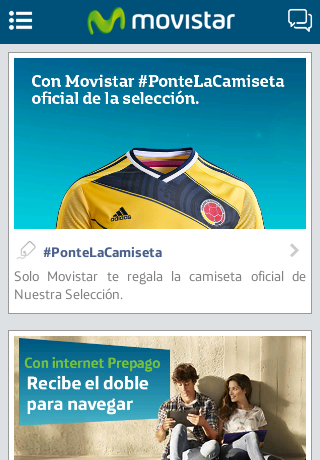 movistar
Con Movistar #PonteLaCamiseta
oficial de la selección.
adidas
#PonteLaCamiseta
Solo Movistar te regala la camiseta oficial de
Nuestra Selección.
Con internet Prepago
Recibe el doble
para navegar